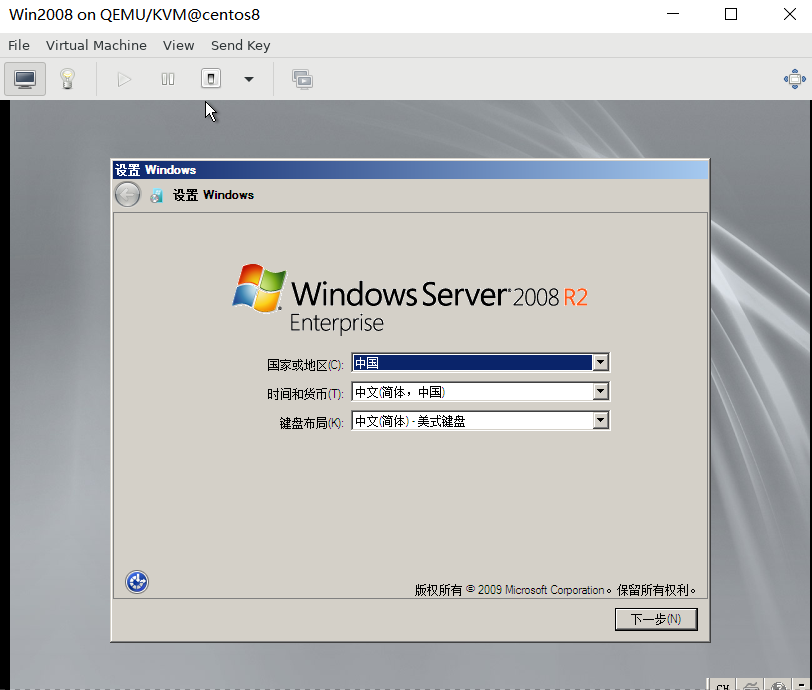 Win2008 on QEMU/KVM@centos8
File Virtual Machine View Send Key
设置 Windows
设置 Windows
Windows Server 2008 R2
Enterprise
国家或地区(C): 中国
时间和货币(T): 中文(简体，中国)
键盘布局(K): 中文(简体) - 美式键盘
版权所有 © 2009 Microsoft Corporation。保留所有权利。
下一步(N)
CH